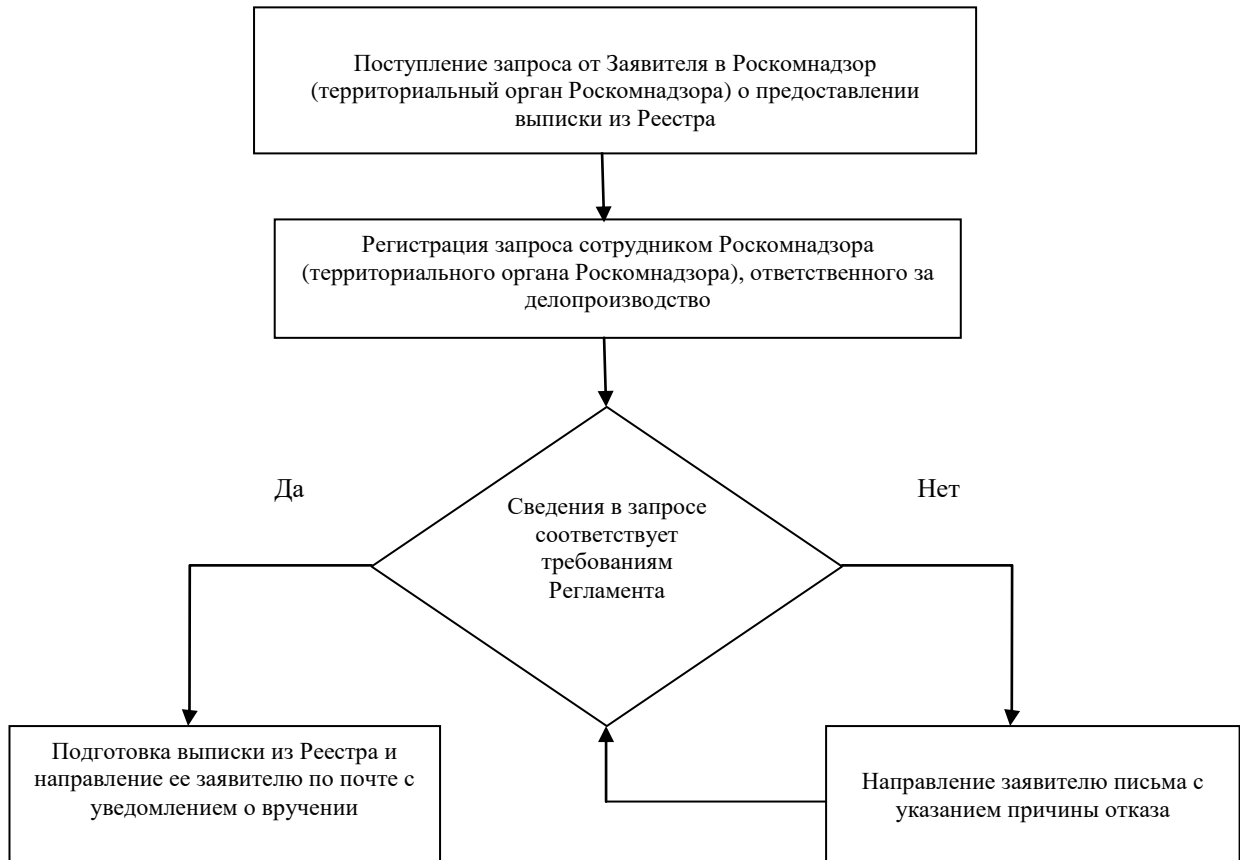 Поступление запроса от Заявителя в Роскомнадзор
(территориальный орган Роскомнадзора) о предоставлении
выписки из Реестра
Регистрация запроса сотрудником Роскомнадзора
(территориального органа Роскомнадзора), ответственного за
делопроизводство
Да
Нет
Сведения в запросе
соответствует
требованиям
Регламента
Подготовка выписки из Реестра и
направление ее заявителю по почте с
уведомлением о вручении
Направление заявителю письма с
указанием причины отказа